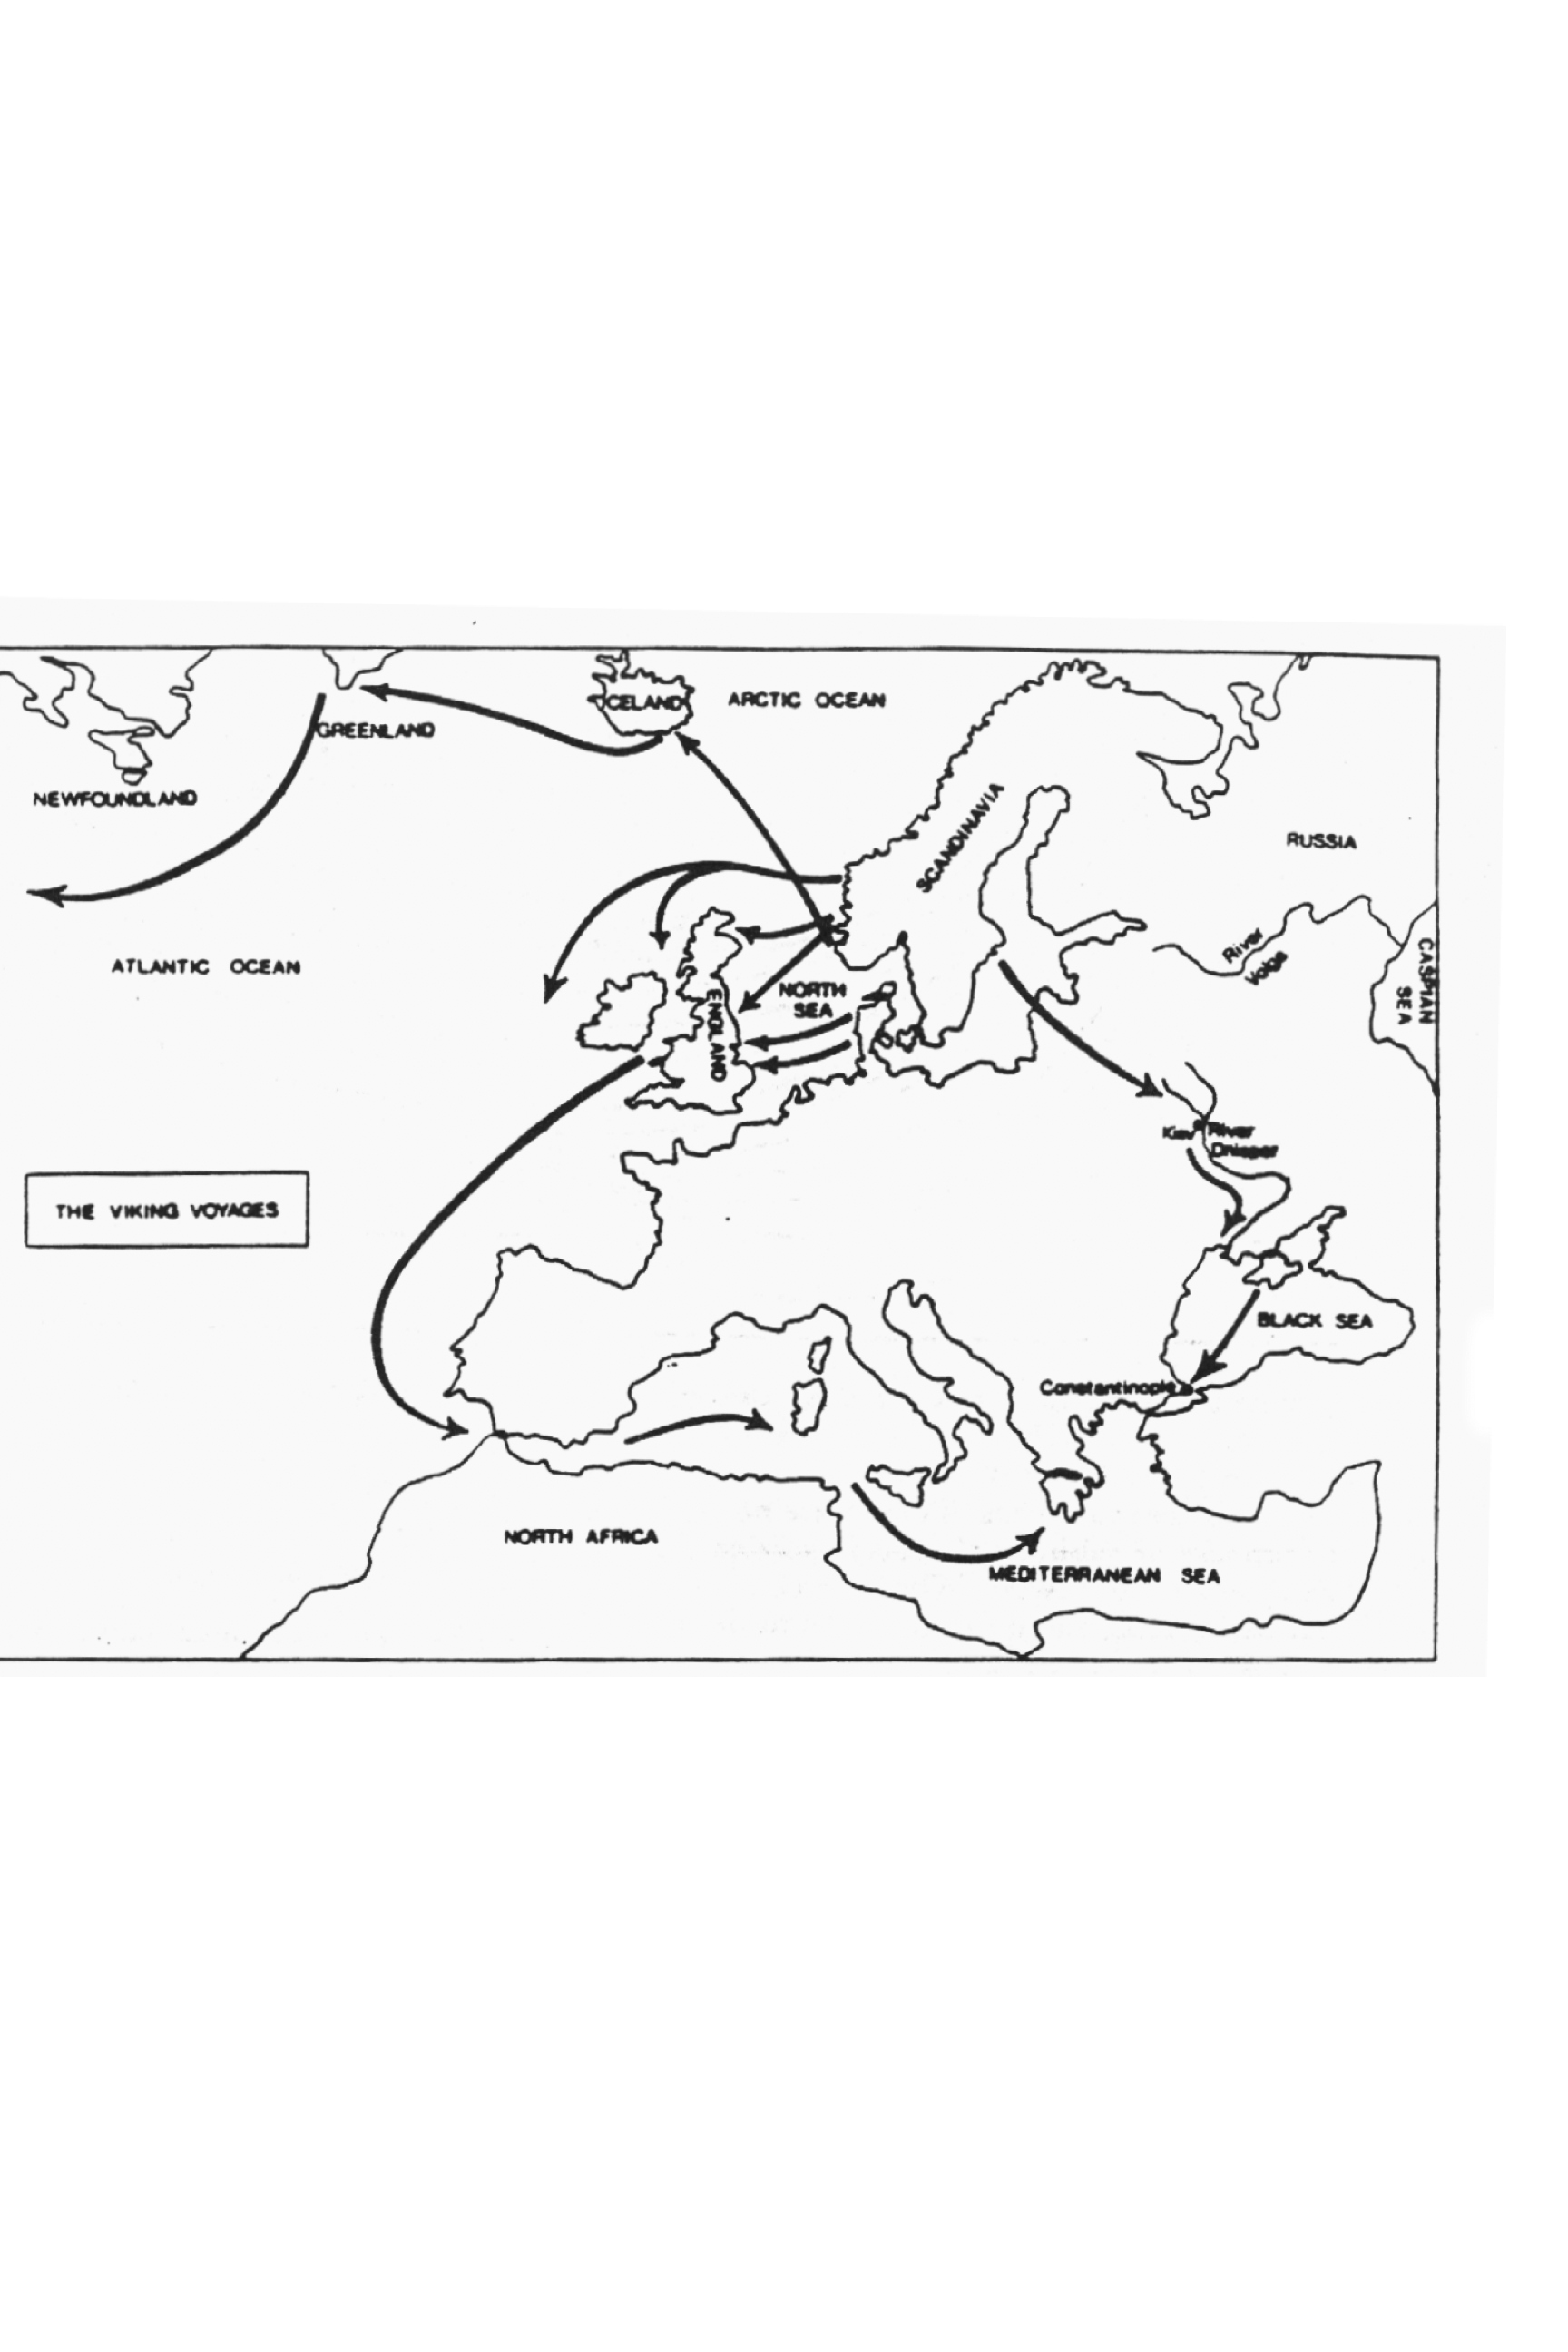 ICELAND
ARCTIC OCEAN
GREENLAND
NEWFOUNDLAND
SCANDINAVIA
RUSSIA
River
Volga
CASPIAN
SEA
ATLANTIC OCEAN
NORTH
SEA
ENGLAND
Kiev
River
Dnieper
THE VIKING VOYAGES
BLACK SEA
Constantinople
NORTH AFRICA
MEDITERRANEAN SEA